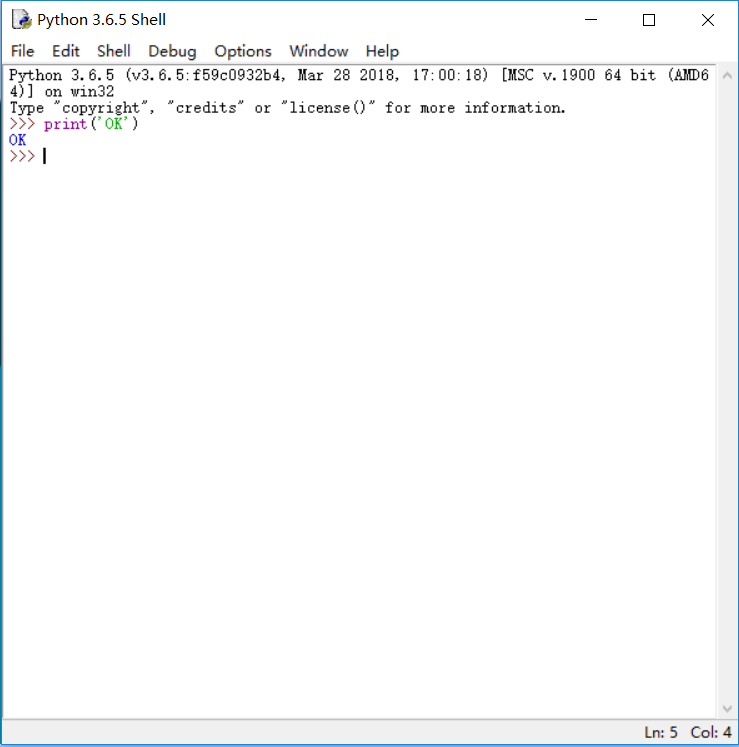 Python 3.6.5 Shell
File Edit Shell Debug Options Window Help
Python 3.6.5 (v3.6.5:f59c0932b4, Mar 28 2018, 17:00:18) [MSC v.1900 64 bit (AMD6
4)] on win32
Type "copyright", "credits" or "license()" for more information.
>>> print('OK')
OK
>>>
Ln: 5 Col: 4